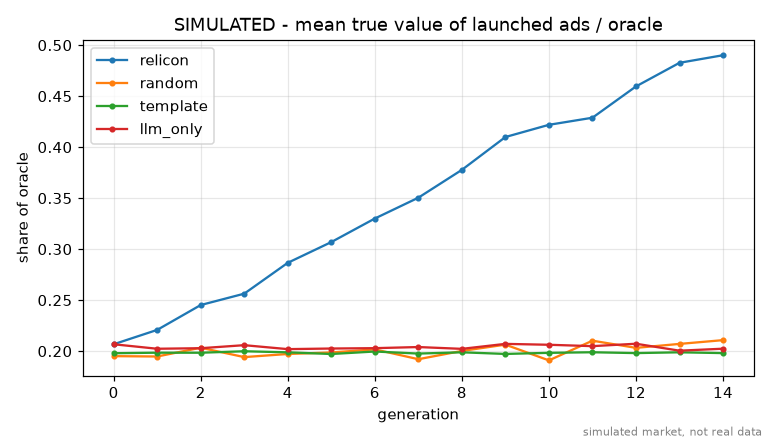 SIMULATED - mean true value of launched ads / oracle
0.50
0.45
0.40
0.35
0.30
0.25
0.20
share of oracle
relicon
random
template
llm_only
0 2 4 6 8 10 12 14
generation
simulated market, not real data